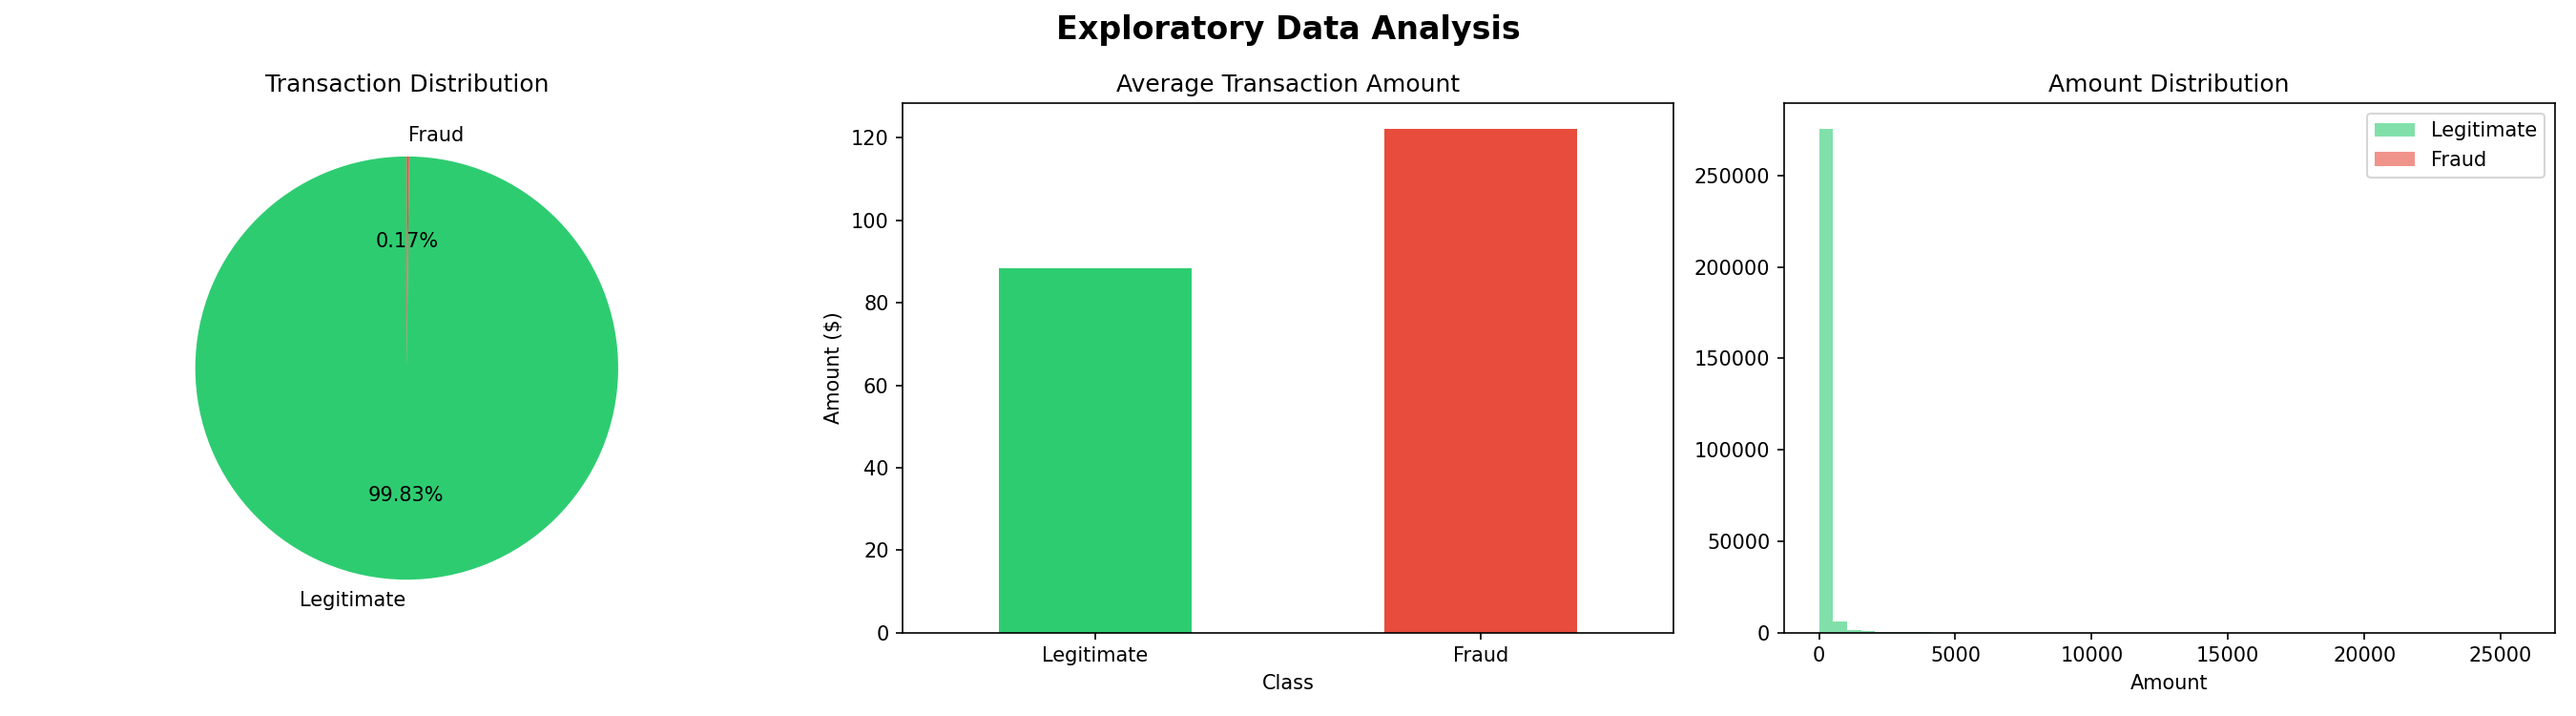 Exploratory Data Analysis
Transaction Distribution
Fraud
0.17%
99.83%
Legitimate
Average Transaction Amount
Amount ($)
120
100
80
60
40
20
0
Legitimate
Fraud
Class
Amount Distribution
Legitimate
Fraud
250000
200000
150000
100000
50000
0
0
5000
10000
15000
20000
25000
Amount